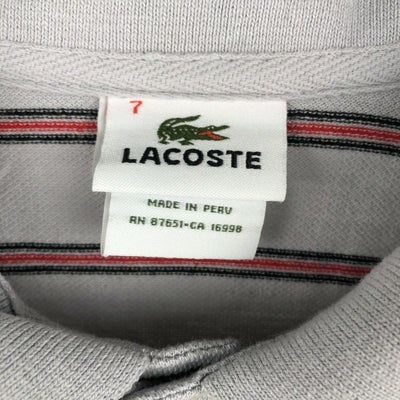 7
LACOSTE
MADE IN PERU
RN 87651-CA 16998